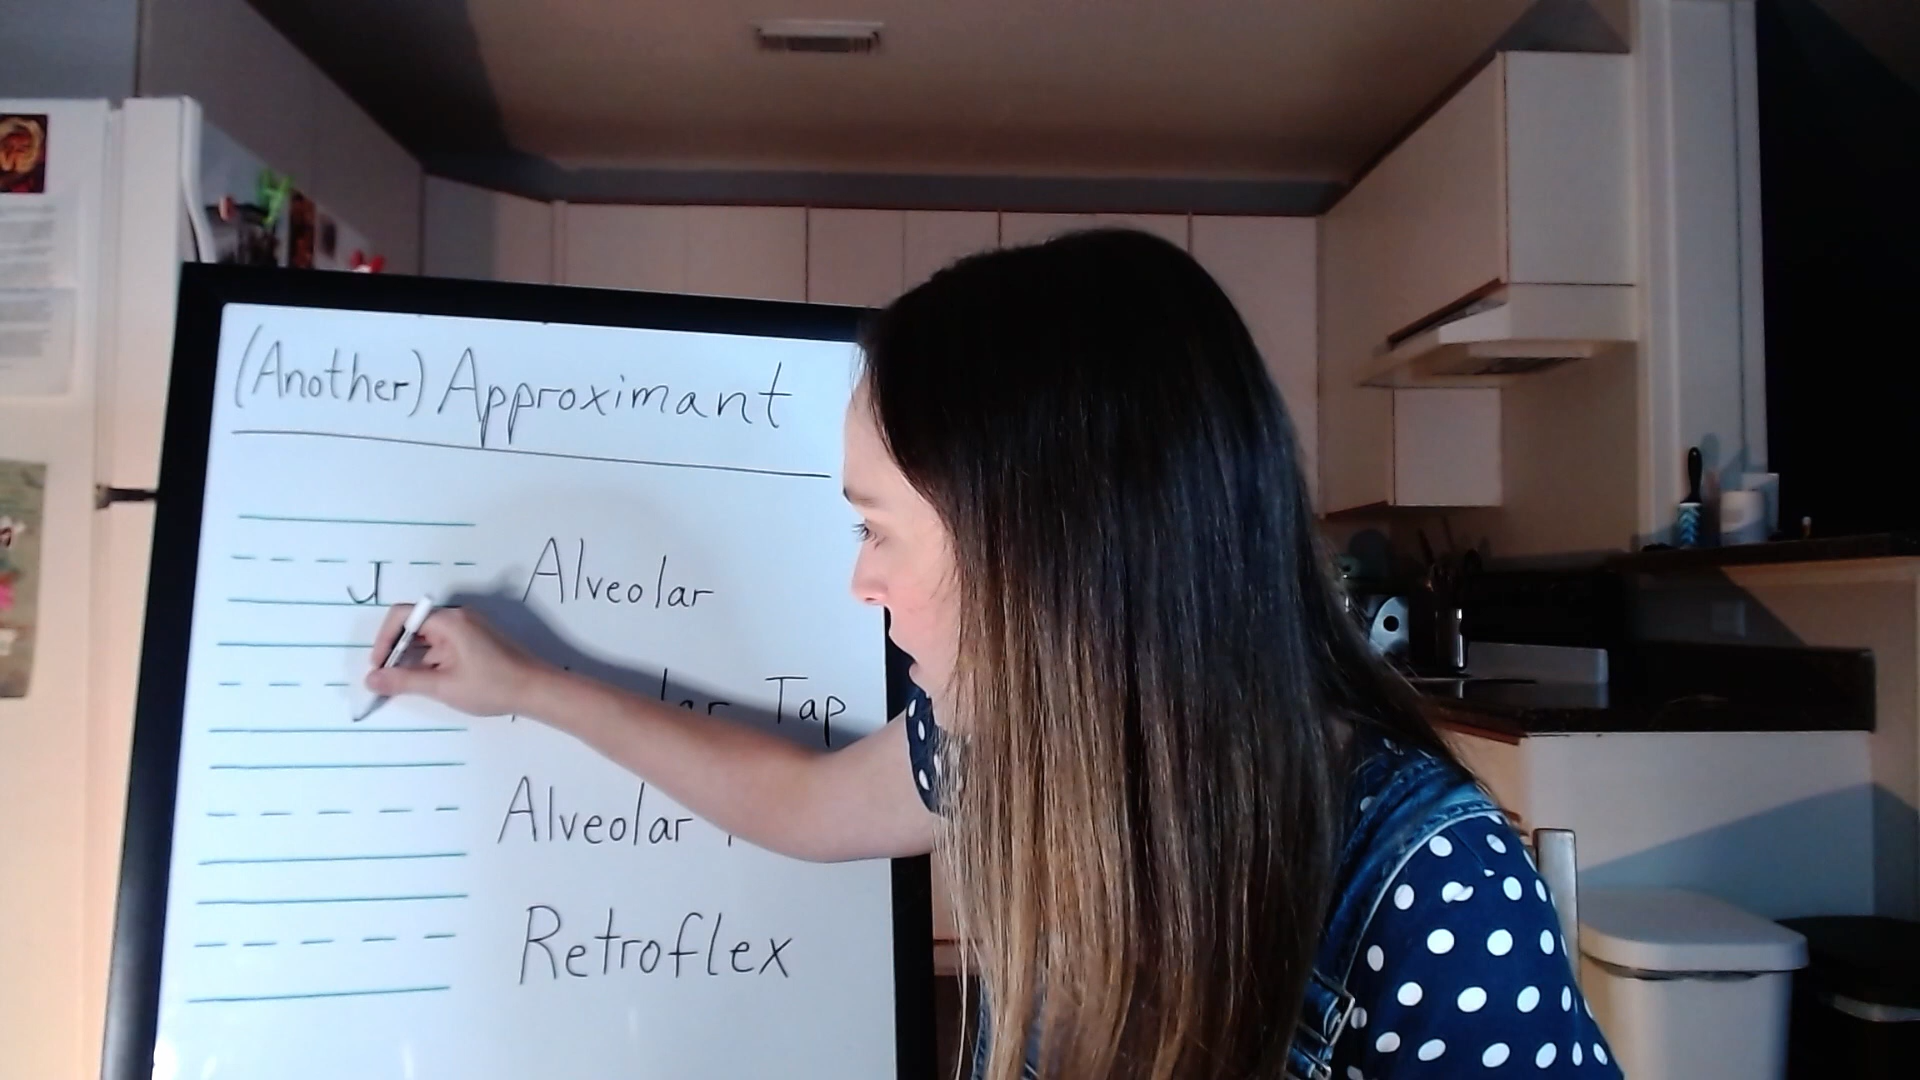 (Another) Approximant
ɹ Alveolar
Tap
Alveolar
Retroflex